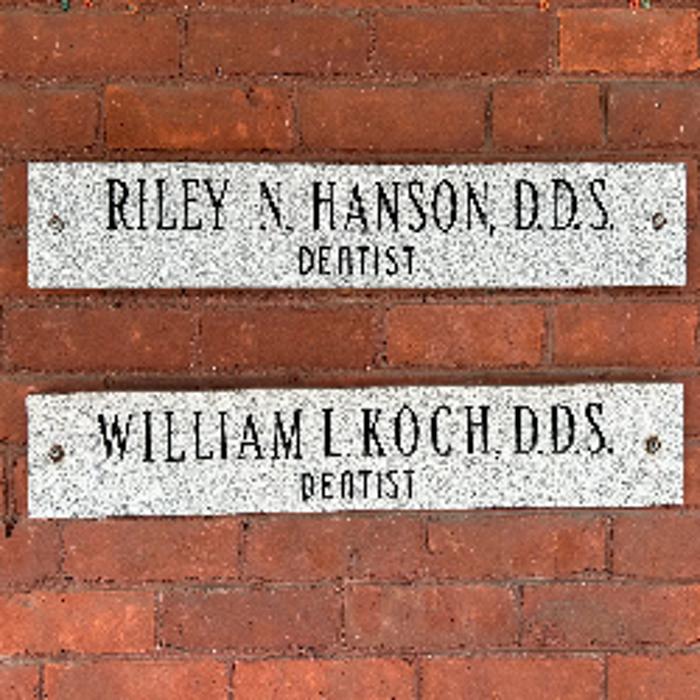 RILEY N. HANSON, D.D.S.
DENTIST
WILLIAM L. KOCH, D.D.S.
DENTIST